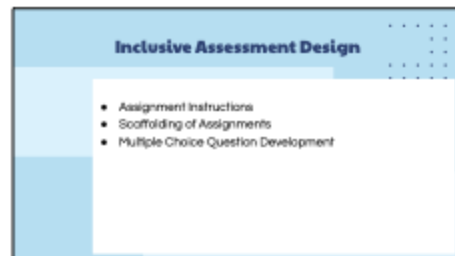 Inclusive Assessment Design
• Assignment Instructions
• Scaffolding of Assignments
• Multiple Choice Question Development